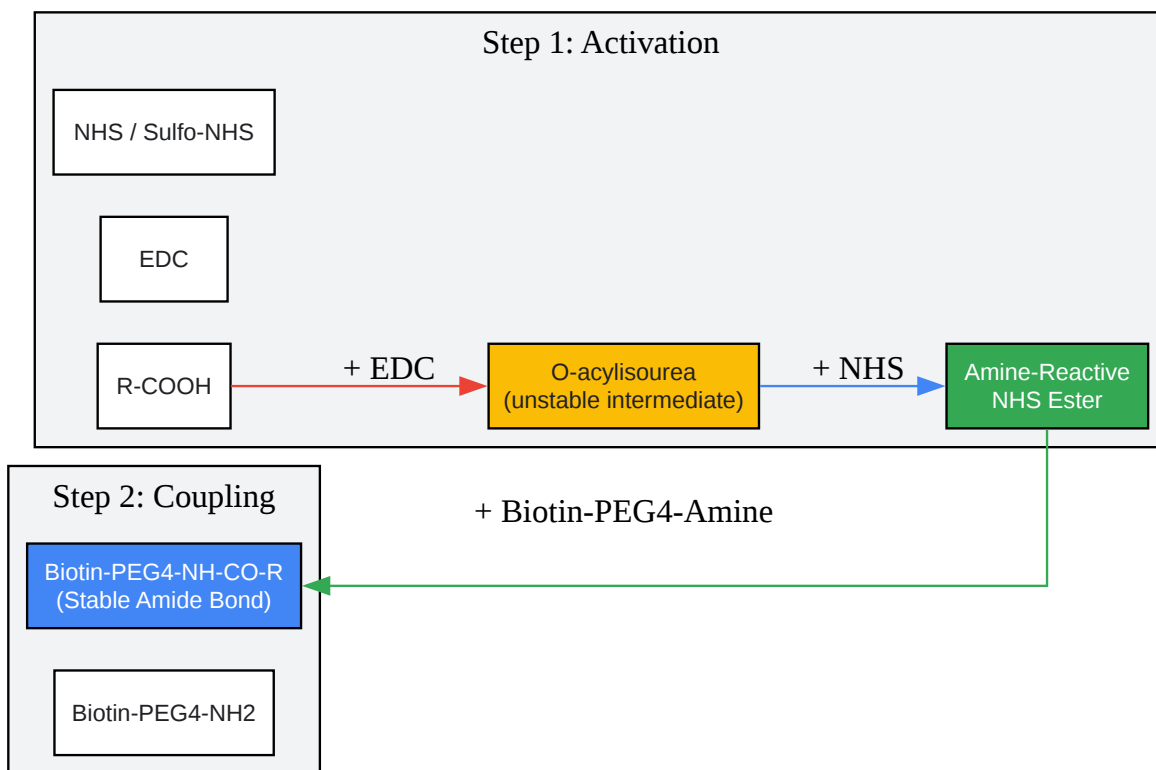 Step 1: Activation
NHS / Sulfo-NHS
EDC
R-COOH
+ EDC
O-acylisourea
(unstable intermediate)
+ NHS
Amine-Reactive
NHS Ester
Step 2: Coupling
+ Biotin-PEG4-Amine
Biotin-PEG4-NH-CO-R
(Stable Amide Bond)
Biotin-PEG4-NH2